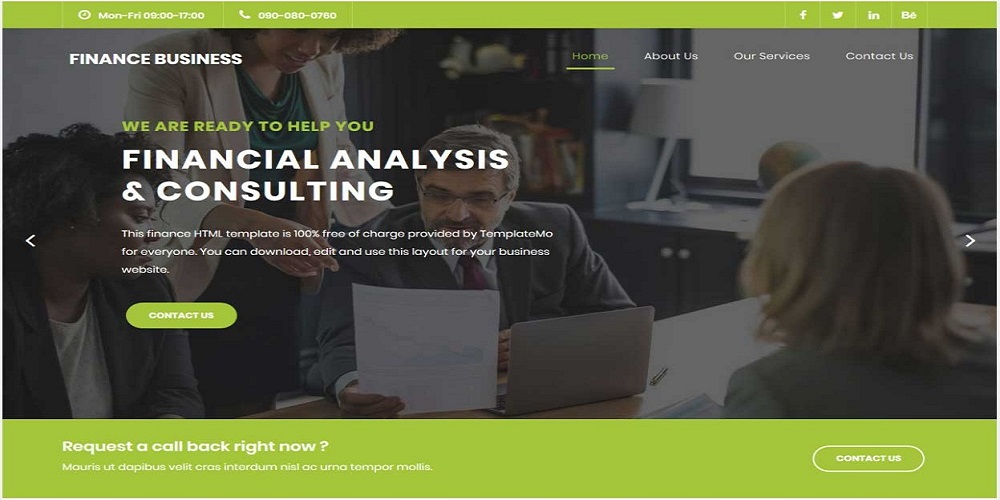 Mon-Fri 09:00-17:00
090-080-0760
FINANCE BUSINESS
Home
About Us
Our Services
Contact Us
WE ARE READY TO HELP YOU
FINANCIAL ANALYSIS
& CONSULTING
This finance HTML template is 100% free of charge provided by TemplateMo
for everyone. You can download, edit and use this layout for your business
website.
CONTACT US
Request a call back right now ?
Mauris ut dapibus velit cras interdum nisl ac urna tempor mollis.
CONTACT US